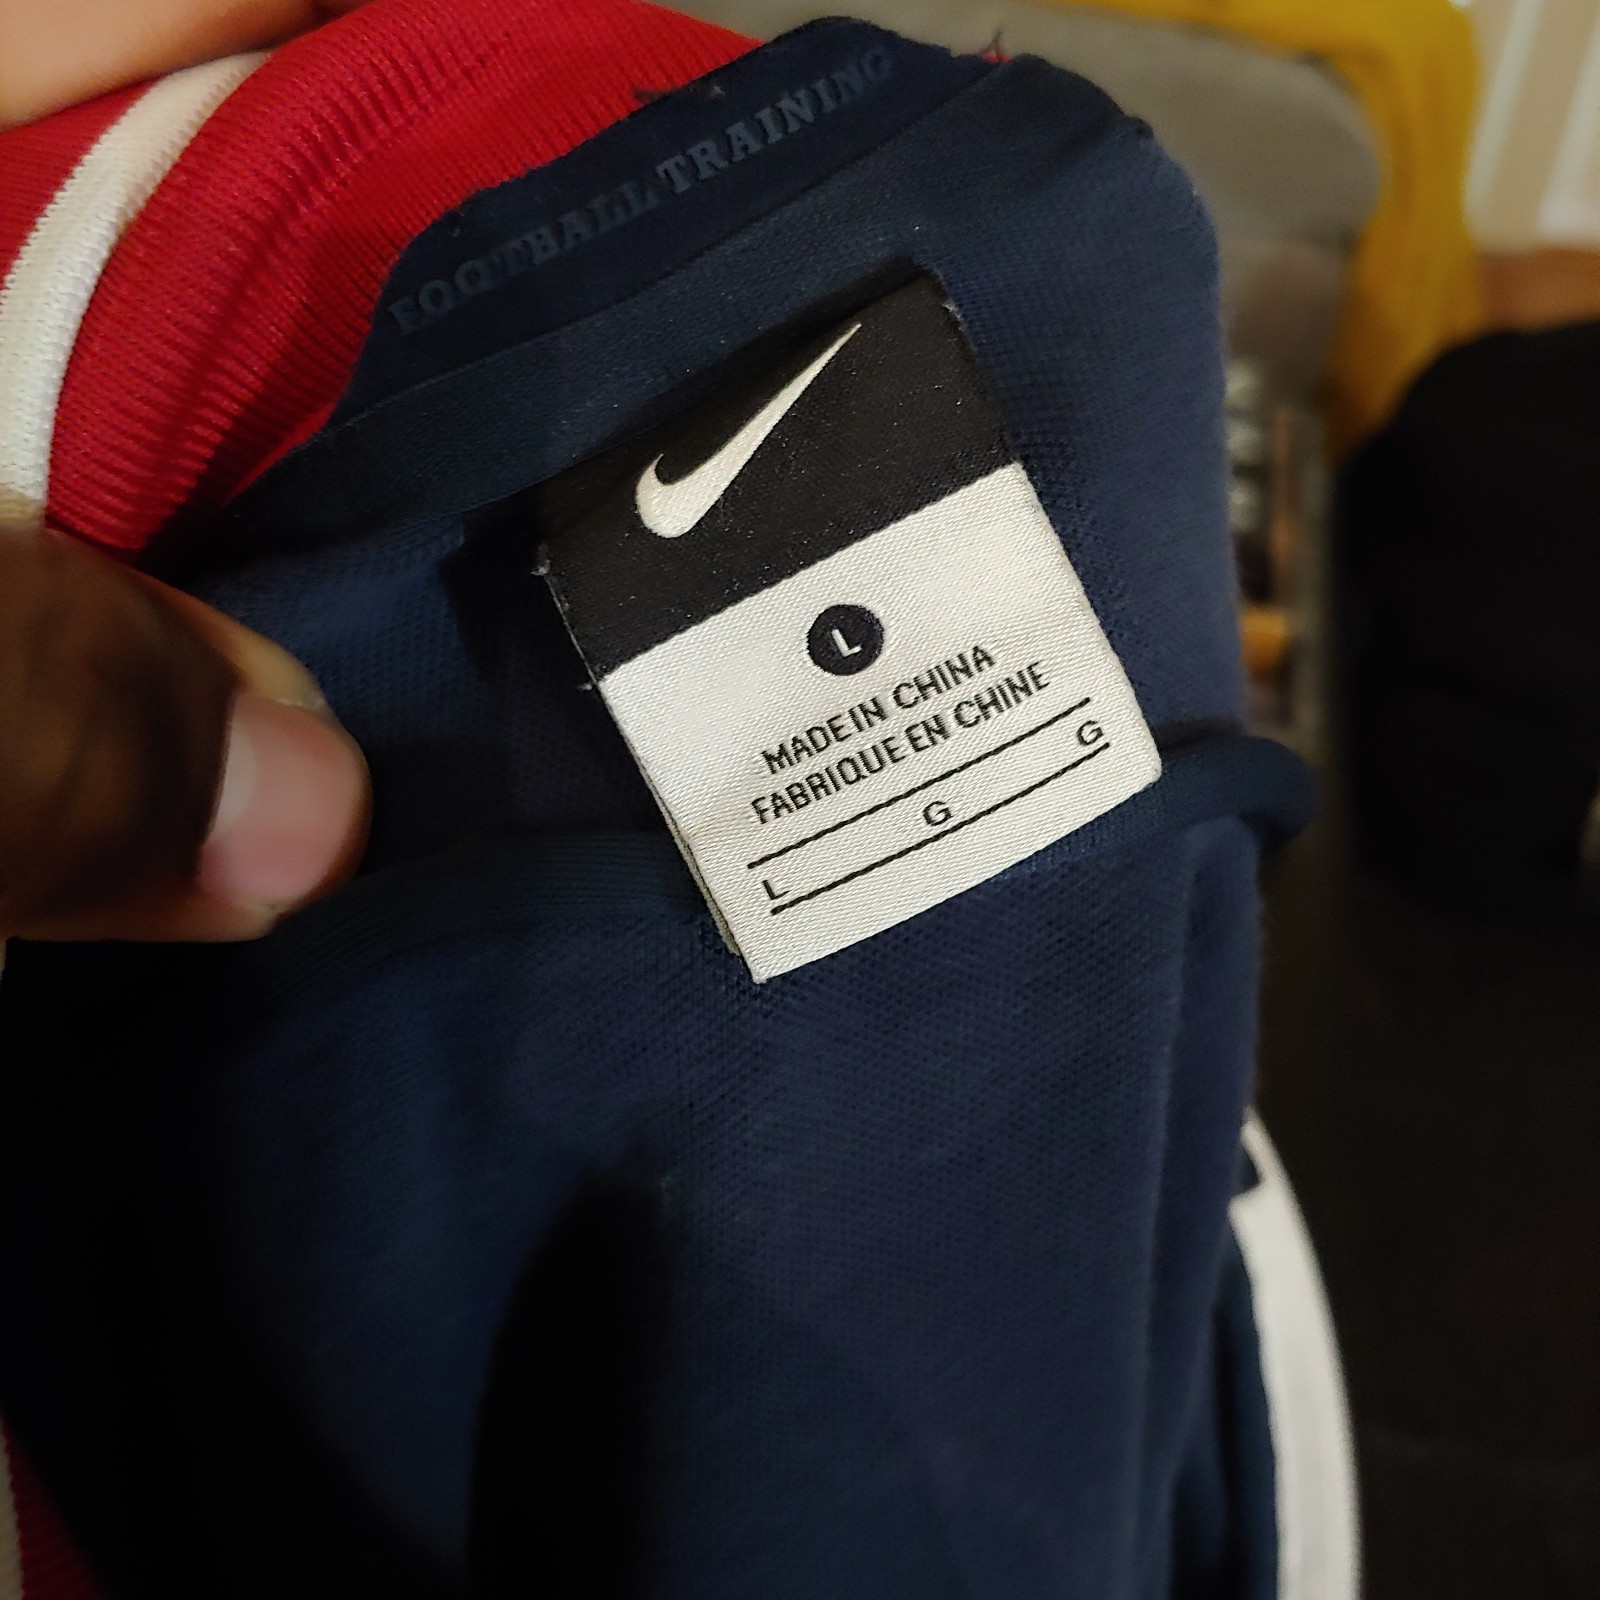 FOOTBALL TRAINING
L
MADE IN CHINA
FABRIQUE EN CHINE
G
G
L